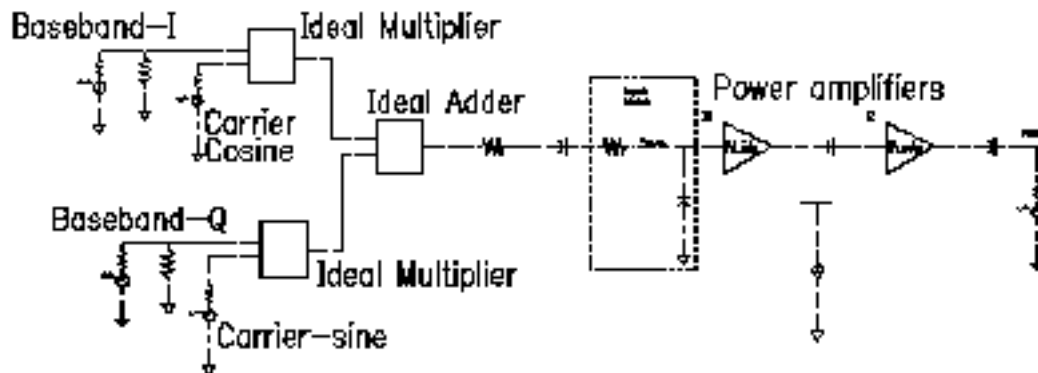 Baseband-I
Ideal Multiplier
Carrier
Cosine
Ideal Adder
Power amplifiers
Baseband-Q
Ideal Multiplier
Carrier-sine